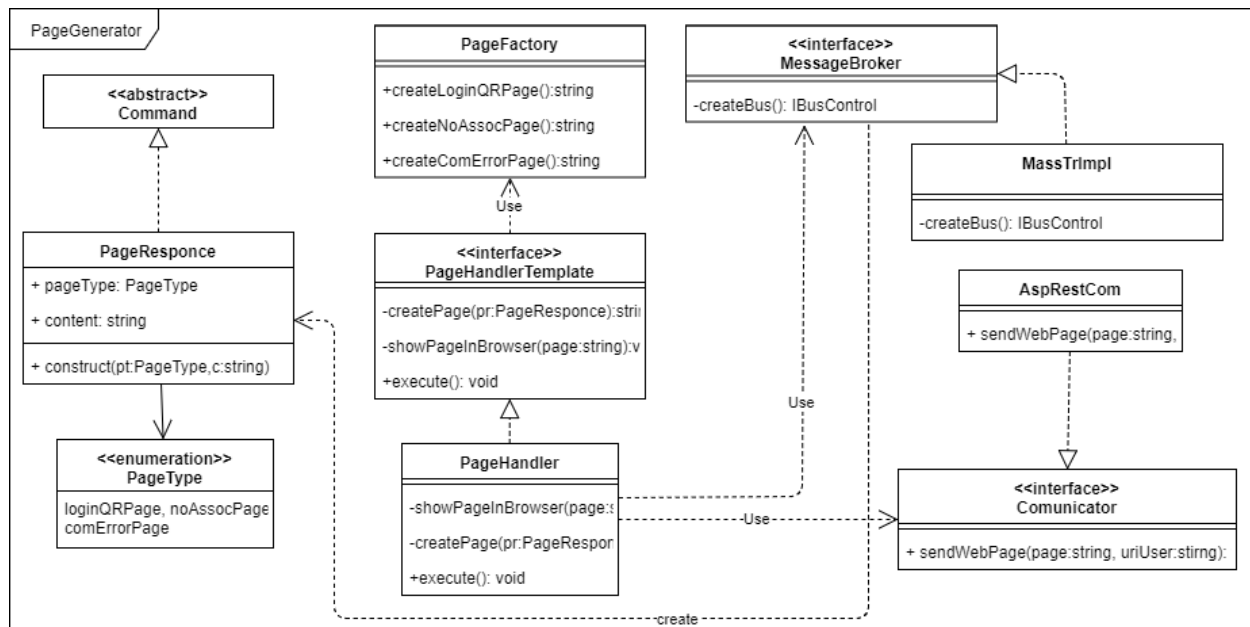 PageGenerator
<<abstract>>
Command
PageResponce
+ pageType: PageType
+ content: string
+ construct(pt:PageType,c:string)
<<enumeration>>
PageType
loginQRPage, noAssocPage
comErrorPage
PageFactory
+createLoginQRPage():string
+createNoAssocPage():string
+createComErrorPage():string
Use
<<interface>>
PageHandlerTemplate
-createPage(pr:PageResponce):strin
-showPageInBrowser(page:string):v
+execute(): void
PageHandler
-showPageInBrowser(page:s
-createPage(pr:PageRespon
+execute(): void
<<interface>>
MessageBroker
-createBus(): IBusControl
MassTrImpl
-createBus(): IBusControl
AspRestCom
+ sendWebPage(page:string,
Use
Use
<<interface>>
Comunicator
+ sendWebPage(page:string, uriUser:stirng):
create